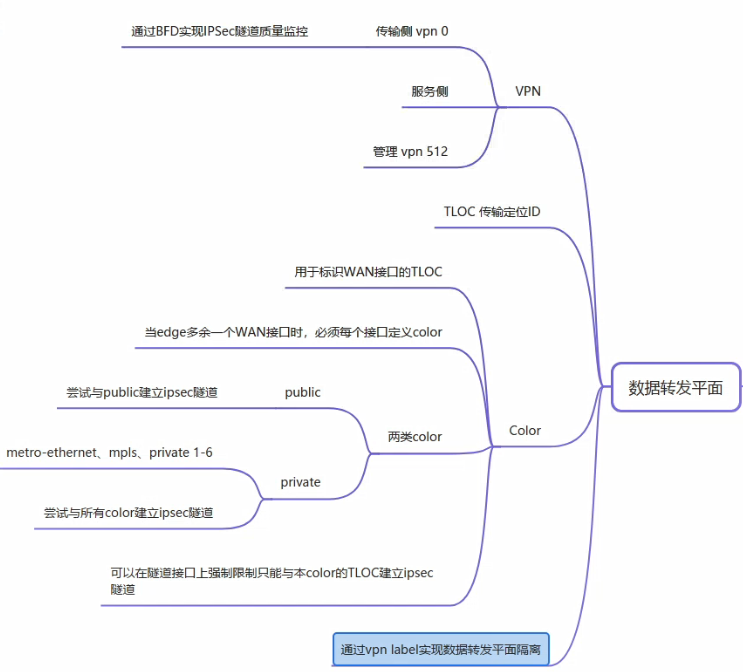 通过BFD实现IPSec隧道质量监控
传输侧 vpn 0
服务侧
VPN
管理 vpn 512
TLOC 传输定位ID
用于标识WAN接口的TLOC
当edge多余一个WAN接口时，必须每个接口定义color
尝试与public建立ipsec隧道
public
数据转发平面
两类color
Color
metro-ethernet、mpls、private 1-6
private
尝试与所有color建立ipsec隧道
可以在隧道接口上强制限制只能与本color的TLOC建立ipsec
隧道
通过vpn label实现数据转发平面隔离